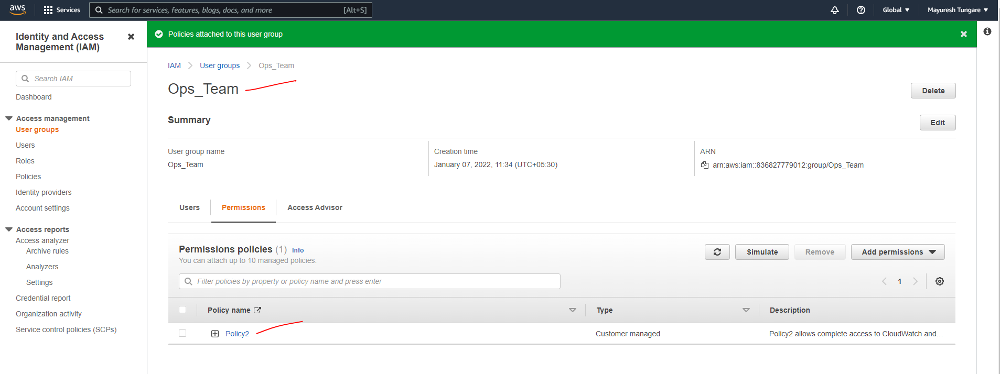 aws Services Search for services, features, blogs, docs, and more [Alt+S] Global Mayuresh Tungare
Identity and Access
Management (IAM)
Search IAM
Dashboard
Access management
User groups
Users
Roles
Policies
Identity providers
Account settings
Access reports
Access analyzer
Archive rules
Analyzers
Settings
Credential report
Organization activity
Service control policies (SCPs)
Policies attached to this user group
IAM User groups Ops_Team
Ops_Team
Delete
Summary
Edit
User group name Creation time ARN
Ops_Team January 07, 2022, 11:34 (UTC+05:30) arn:aws:iam::836827779012:group/Ops_Team
Users Permissions Access Advisor
Permissions policies (1) Info
You can attach up to 10 managed policies.
Simulate Remove Add permissions
Filter policies by property or policy name and press enter
1
Policy name Type Description
Policy2 Customer managed Policy2 allows complete access to CloudWatch and…